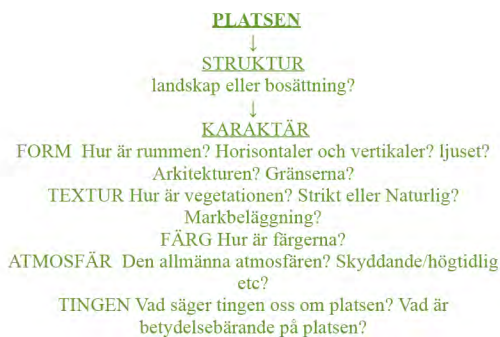 PLATSEN
↓
STRUKTUR
landskap eller bosättning?
↓
KARAKTÄR
FORM Hur är rummen? Horisontaler och vertikaler? ljuset?
Arkitekturen? Gränserna?
TEXTUR Hur är vegetationen? Strikt eller Naturlig?
Markbeläggning?
FÄRG Hur är färgerna?
ATMOSFÄR Den allmänna atmosfären? Skyddande/högtidlig
etc?
TINGEN Vad säger tingen oss om platsen? Vad är
betydelsebärande på platsen?